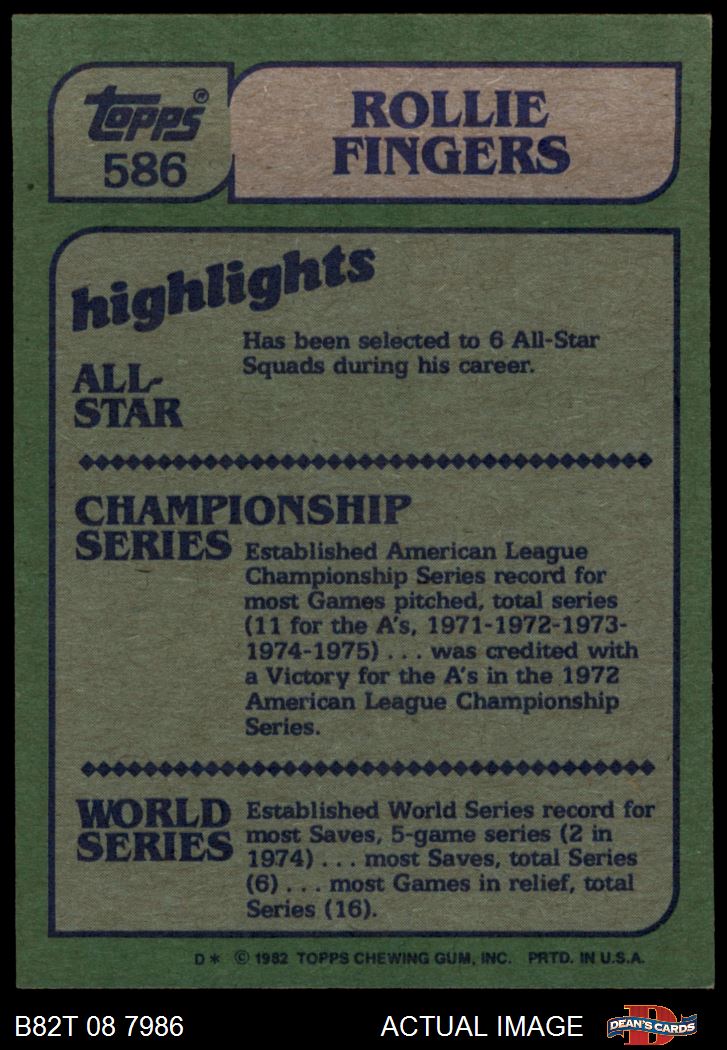 topps®
586
ROLLIE
FINGERS
highlights
ALL-
STAR
Has been selected to 6 All-Star
Squads during his career.
CHAMPIONSHIP
SERIES
Established American League
Championship Series record for
most Games pitched, total series
(11 for the A's, 1971-1972-1973-
1974-1975) . . . was credited with
a Victory for the A's in the 1972
American League Championship
Series.
WORLD
SERIES
Established World Series record for
most Saves, 5-game series (2 in
1974) . . . most Saves, total Series
(6) . . . most Games in relief, total
Series (16).
D* © 1982 TOPPS CHEWING GUM, INC. PRTD. IN U.S.A.
B82T 08 7986 ACTUAL IMAGE
D
DEAN'S CARDS